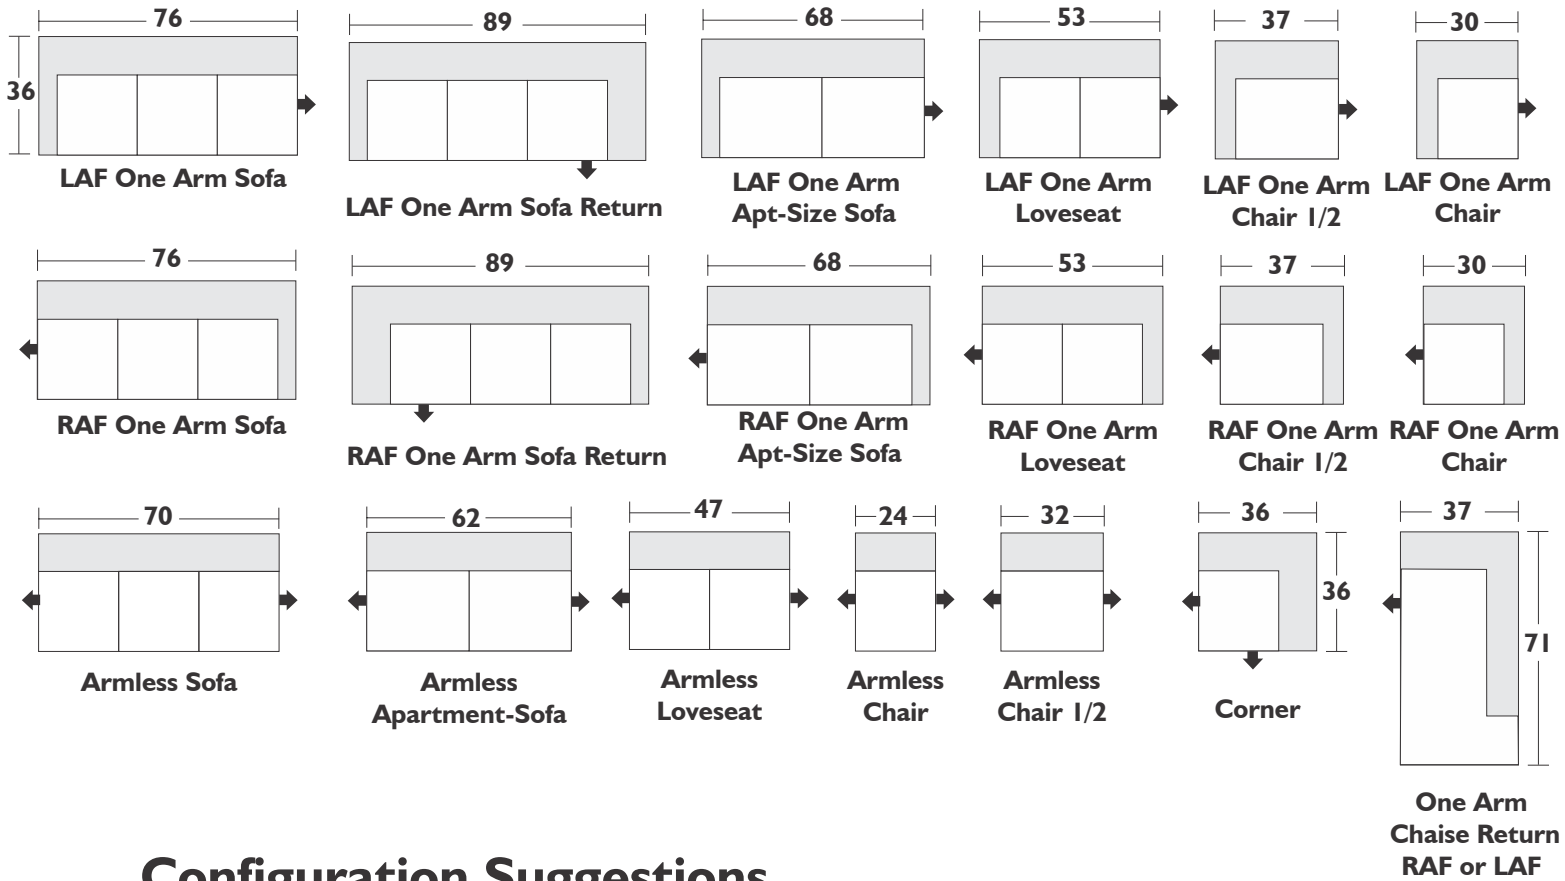 76
89
68
53
37
30
36
LAF One Arm Sofa
LAF One Arm Sofa Return
LAF One Arm
Apt-Size Sofa
LAF One Arm
Loveseat
LAF One Arm
Chair 1/2
LAF One Arm
Chair
76
89
68
53
37
30
RAF One Arm Sofa
RAF One Arm Sofa Return
RAF One Arm
Apt-Size Sofa
RAF One Arm
Loveseat
RAF One Arm
Chair 1/2
RAF One Arm
Chair
70
62
47
24
32
36
37
36
71
Armless Sofa
Armless
Apartment-Sofa
Armless
Loveseat
Armless
Chair
Armless
Chair 1/2
Corner
One Arm
Chaise Return
RAF or LAF
Configuration Suggestions